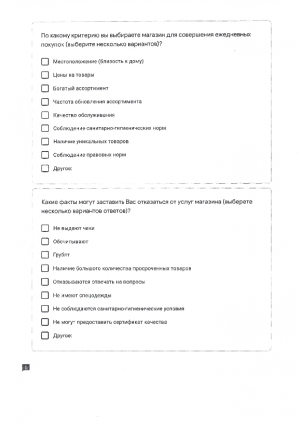 По какому критерию вы выбираете магазин для совершения ежедневных
покупок (выберите несколько вариантов)?
Местоположение (близость к дому)
Цены на товары
Богатый ассортимент
Частота обновления ассортимента
Качество обслуживания
Соблюдение санитарно-гигиенических норм
Наличие уникальных товаров
Соблюдение правовых норм
Другое:
Какие факты могут заставить Вас отказаться от услуг магазина (выберете
несколько вариантов ответов)?
Не выдают чеки
Обсчитывают
Грубят
Наличие большого количества просроченных товаров
Отказываются отвечать на вопросы
Не имеют спецодежды
Не соблюдаются санитарно-гигиенические условия
Не могут предоставить сертификат качества
Другое: